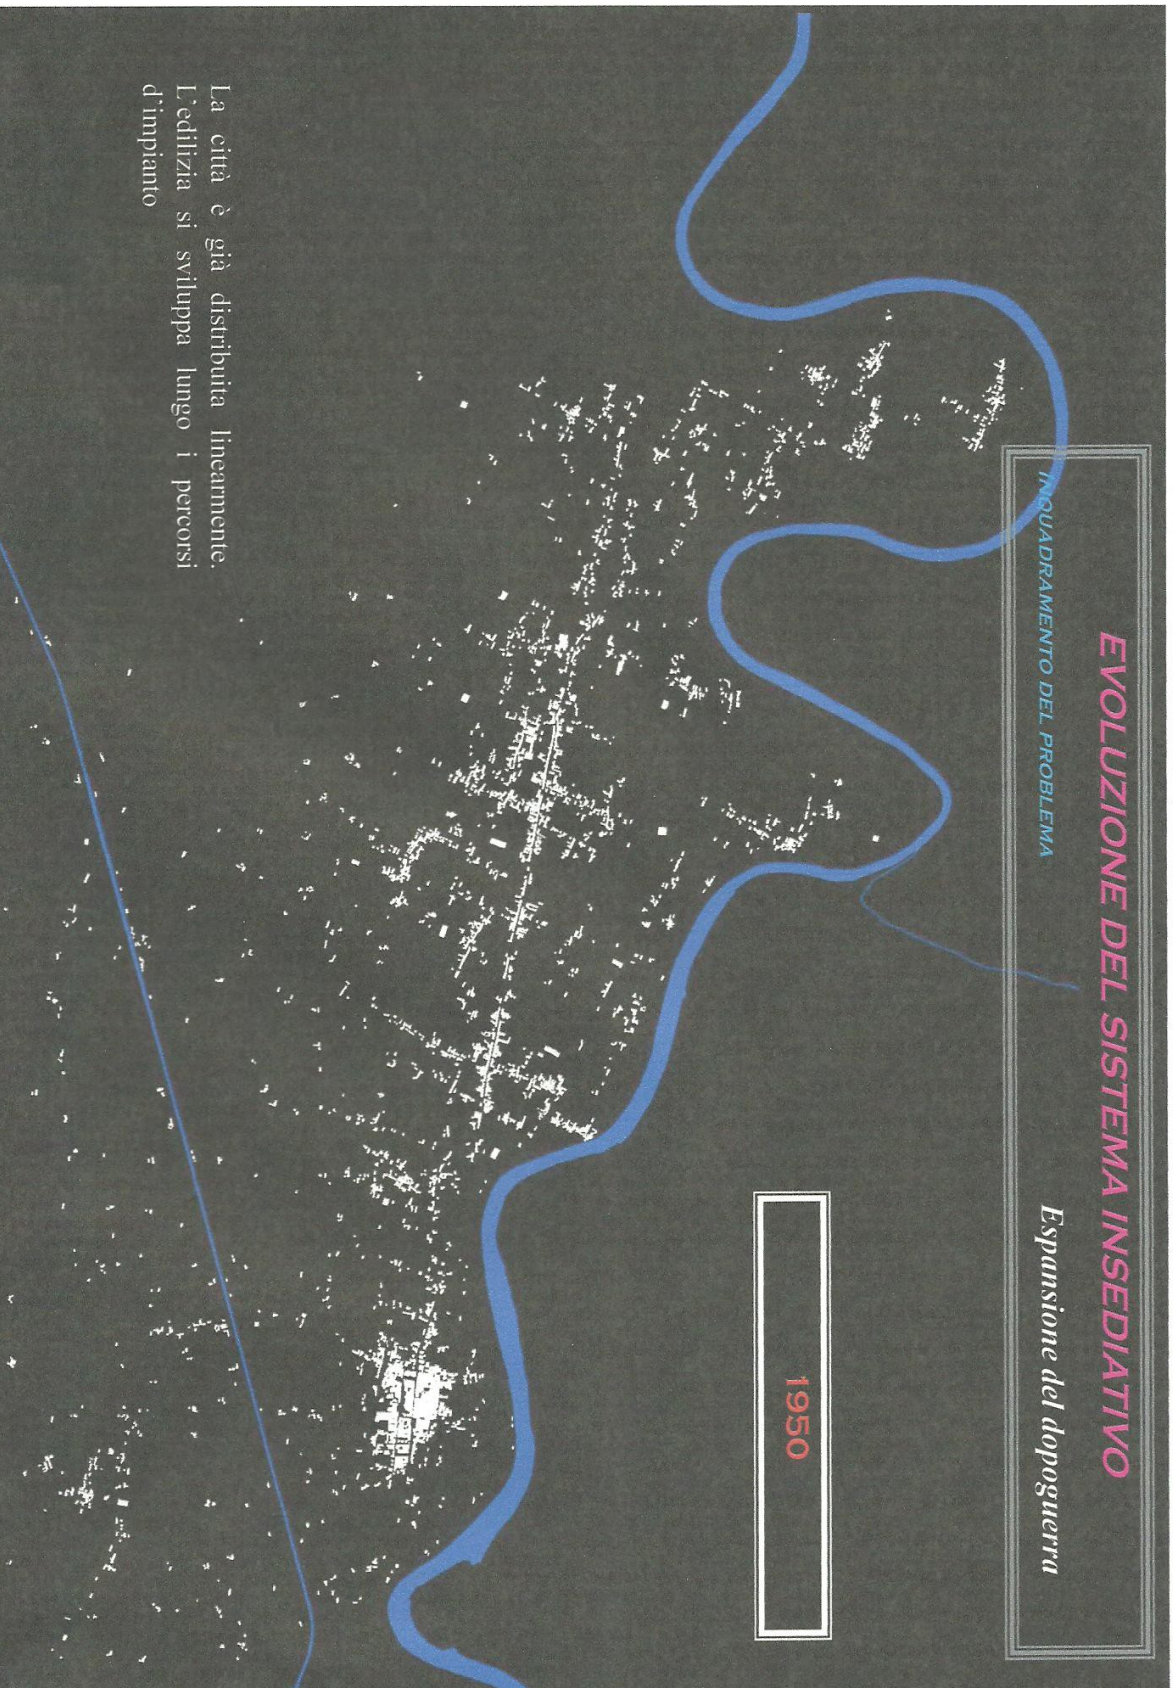 EVOLUZIONE DEL SISTEMA INSEDIATIVO
INQUADRAMENTO DEL PROBLEMA
Espansione del dopoguerra
1950
La città è già distribuita linearmente.
L'edilizia si sviluppa lungo i percorsi
d'impianto